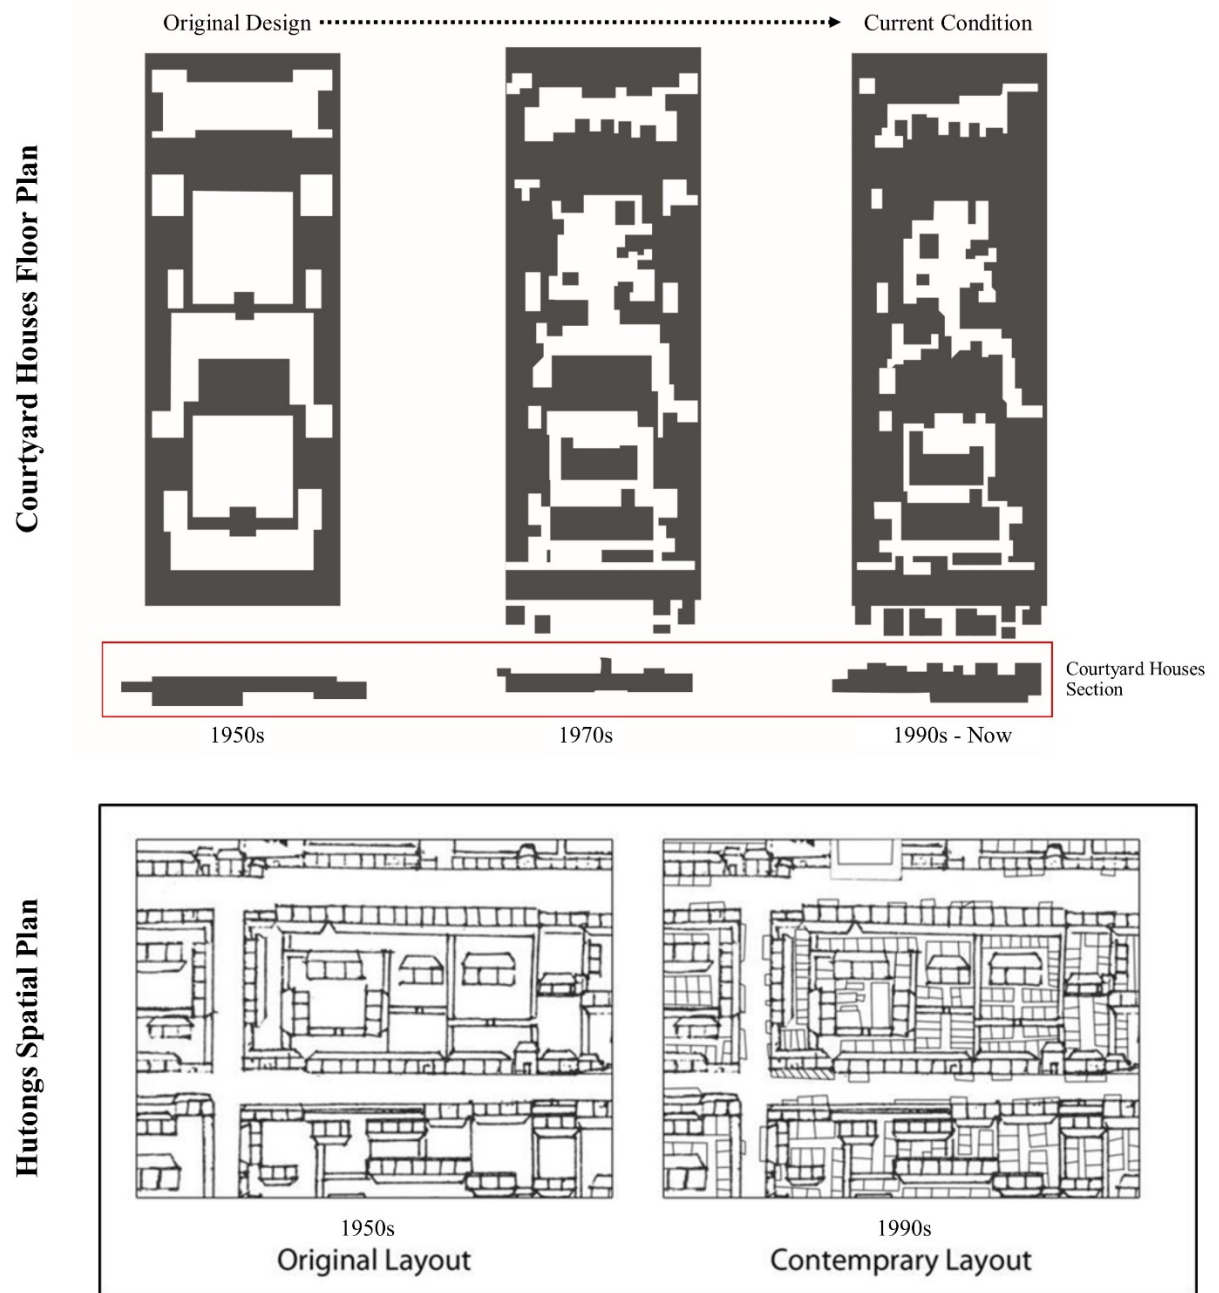 Original Design
Current Condition
Courtyard Houses Floor Plan
Courtyard Houses
Section
1950s
1970s
1990s - Now
Hutongs Spatial Plan
1950s
1990s
Original Layout
Contemprary Layout